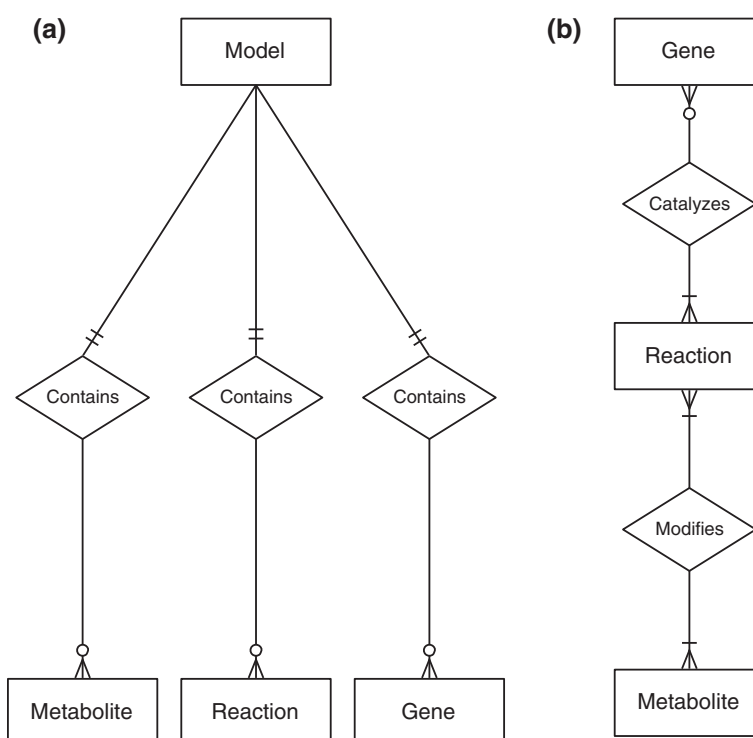 (a)
Model
Contains
Contains
Contains
Metabolite
Reaction
Gene
(b)
Gene
Catalyzes
Reaction
Modifies
Metabolite